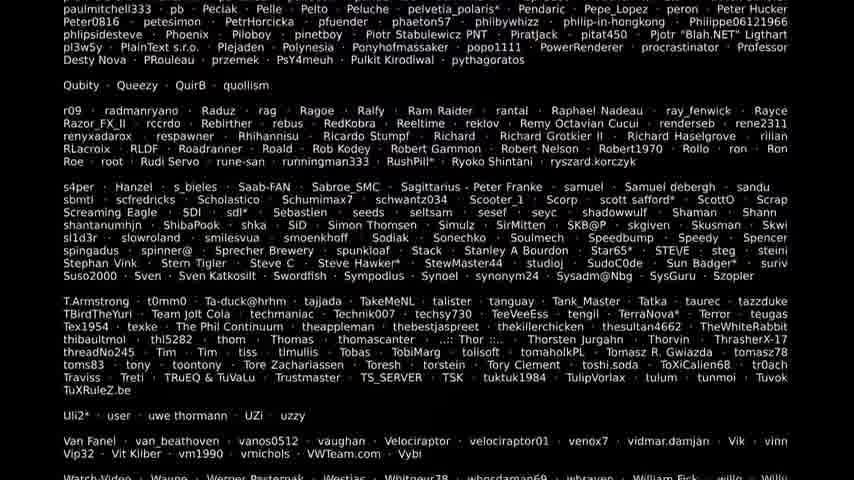 paulmitchell333 · pb · Peciak · Pelle · Pelto · Peluche · pelvetia_polaris* · Pendaric · Pepe_Lopez · peron · Peter Hucker
Peter0816 · petesimon · PetrHoricka · pfuender · phaeton57 · philbywhizz · philip-in-hongkong · Philippe06121966
phlipsidesteve · Phoenix · Piloboy · pinetboy · Piotr Stabulewicz PNT · PiratJack · pitat450 · Pjotr "Blah.NET" Ligthart
pl3w5y · PlainText s.r.o. · Plejaden · Polynesia · Ponyhofmassaker · popo1111 · PowerRenderer · procrastinator · Professor
Desty Nova · PRouleau · przemek · PsY4meuh · Pulkit Kirodiwal · pythagoratos
Qubity · Queezy · QuirB · quollism
r09 · radmanryano · Raduz · rag · Ragoe · Ralfy · Ram Raider · rantal · Raphael Nadeau · ray_fenwick · Rayce
Razor_FX_II · rccrdo · Rebirther · rebus · RedKobra · Reeltime · reklov · Remy Octavian Cucui · renderseb · rene2311
renyxadarox · respawner · Rhihannisu · Ricardo Stumpf · Richard · Richard Grotkier II · Richard Haselgrove · rilian
RLacroix · RLDF · Roadranner · Roald · Rob Kodey · Robert Gammon · Robert Nelson · Robert1970 · Rollo · ron · Ron
Roe · root · Rudi Servo · rune-san · runningman333 · RushPill* · Ryoko Shintani · ryszard.korczyk
s4per · Hanzel · s_bieles · Saab-FAN · Sabroe_SMC · Sagittarius - Peter Franke · samuel · Samuel debergh · sandu
sbmti · scfredricks · Scholastico · Schumimax7 · schwantz034 · Scooter_1 · Scorp · scott safford* · ScottO · Scrap
Screaming Eagle · SDI · sdl* · Sebastien · seeds · seltsam · sesef · seyc · shadowwulf · Shaman · Shann
shantanumhjn · ShibaPook · shka · SiD · Simon Thomsen · Simulz · SirMitten · SKB@P · skgiven · Skusman · Skwi
sl1d3r · slowroland · smilesvua · smoenkhoff · Sodiak · Sonechko · Soulmech · Speedbump · Speedy · Spencer
spingadus · spinner@ · Sprecher Brewery · spunkloaf · Stack · Stanley A Bourdon · Star65* · STE\/E · steg · steini
Stephan Vink · Stern Tigler · Steve C · Steve Hawker* · StewMaster44 · studioj · SudoC0de · Sun Badger* · suriv
Suso2000 · Sven · Sven Katkosilt · Swordfish · Sympodius · Synoel · synonym24 · Sysadm@Nbg · SysGuru · Szopler
T.Armstrong · t0mm0 · Ta-duck@hrhm · tajjada · TakeMeNL · talister · tanguay · Tank_Master · Tatka · taurec · tazzduke
TBirdTheYuri · Team Jolt Cola · techmaniac · Technik007 · techsy730 · TeeVeeEss · tengil · TerraNova* · Terror · teugas
Tex1954 · texke · The Phil Continuum · theappleman · thebestjaspreet · thekillerchicken · thesultan4662 · TheWhiteRabbit
thibaultmol · thl5282 · thom · Thomas · thomascanter · ..:: Thor ::.. · Thorsten Jurgahn · Thorvin · ThrasherX-17
threadNo245 · Tim · Tim · tiss · tlmullis · Tobas · TobiMarg · tolisoft · tomaholkPL · Tomasz R. Gwiazda · tomasz78
toms83 · tony · toontony · Tore Zachariassen · Toresh · torstein · Tory Clement · toshi.soda · ToXiCalien68 · tr0ach
Traviss · Treti · TRuEQ & TuVaLu · Trustmaster · TS_SERVER · TSK · tuktuk1984 · TulipVorlax · tulum · tunmoi · Tuvok
TuXRuleZ.be
Uli2* · user · uwe thormann · UZi · uzzy
Van Fanel · van_beathoven · vanos0512 · vaughan · Velociraptor · velociraptor01 · venox7 · vidmar.damjan · Vik · vinn
Vip32 · Vit Kliber · vm1990 · vmichols · VWTeam.com · Vybi